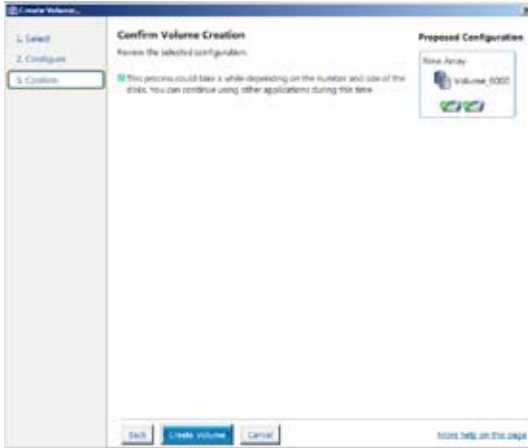 Create Volume...
1. Select
2. Configure
3. Confirm
Confirm Volume Creation
Review the selected configuration.
This process could take a while depending on the number and size of the
disks. You can continue using other applications during this time.
Proposed Configuration
New Array
Volume_0000
Back
Create Volume
Cancel
More help on this page